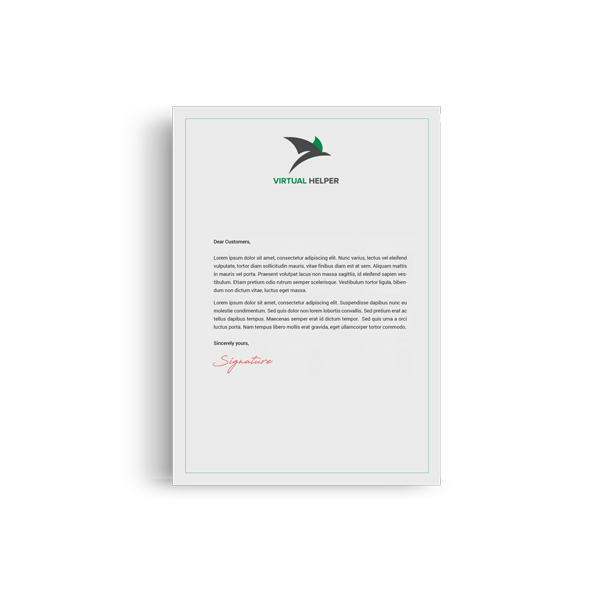 VIRTUAL HELPER
Dear Customers,
Lorem ipsum dolor sit amet, consectetur adipiscing elit. Nunc varius, lectus vel eleifend
vulputate, tortor diam sollicitudin mauris, vitae finibus diam est at sem. Aliquam mattis
in mauris vel porta. Praesent volutpat lacus non massa sagittis, id eleifend sapien ves-
tibulum. Etiam pretium odio rutrum semper scelerisque. Vestibulum tortor ligula, biben-
dum non dictum vitae, luctus eget massa.
Lorem ipsum dolor sit amet, consectetur adipiscing elit. Suspendisse dapibus nunc eu
molestie condimentum. Sed quis dolor non lorem lobortis convallis. Sed pretium erat ac
tellus dapibus tempus. Maecenas semper erat id dictum tempor. Sed quis urna a orci
luctus porta. Nam tempus libero mollis erat gravida, eget ullamcorper tortor commodo.
Sincerely yours,
Signature